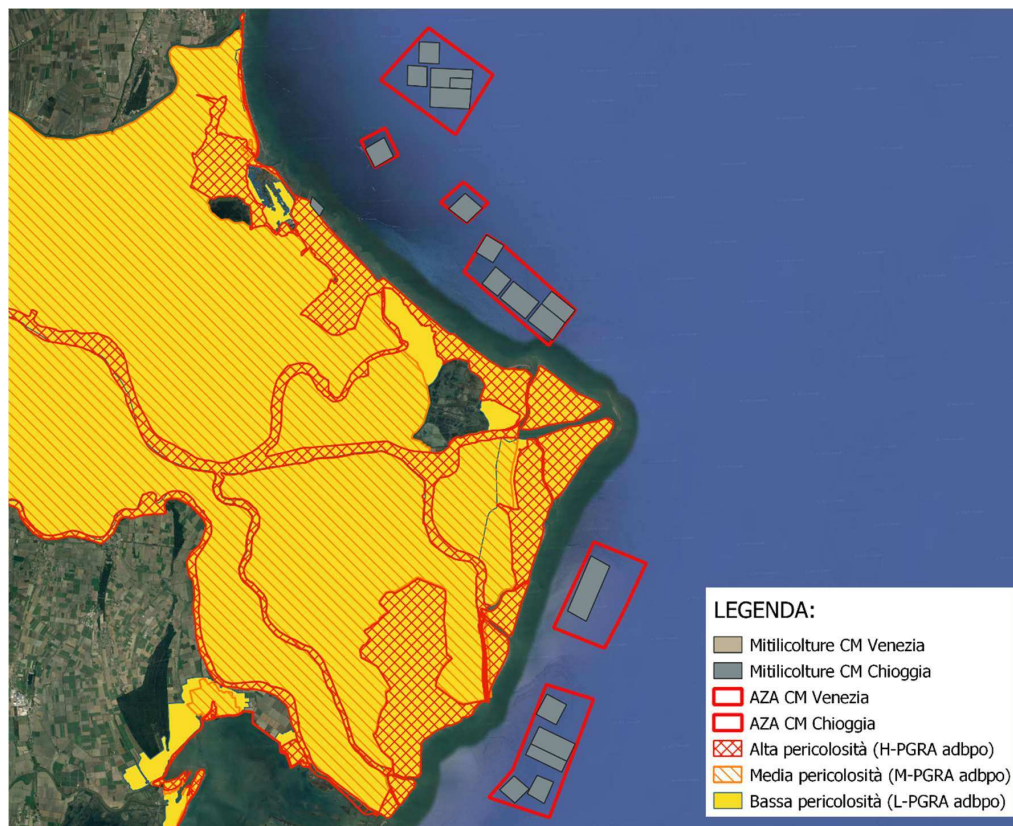 LEGENDA:
Mitilicolture CM Venezia
Mitilicolture CM Chioggia
AZA CM Venezia
AZA CM Chioggia
Alta pericolosità (H-PGRA adbpo)
Media pericolosità (M-PGRA adbpo)
Bassa pericolosità (L-PGRA adbpo)